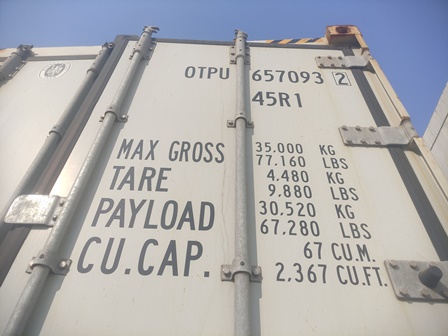 OTPU 657093 2
45R1
MAX GROSS 35.000 KG
77.160 LBS
TARE 4.480 KG
9.880 LBS
PAYLOAD 30.520 KG
67.280 LBS
CU.CAP. 67 CU.M.
2,367 CU.FT.